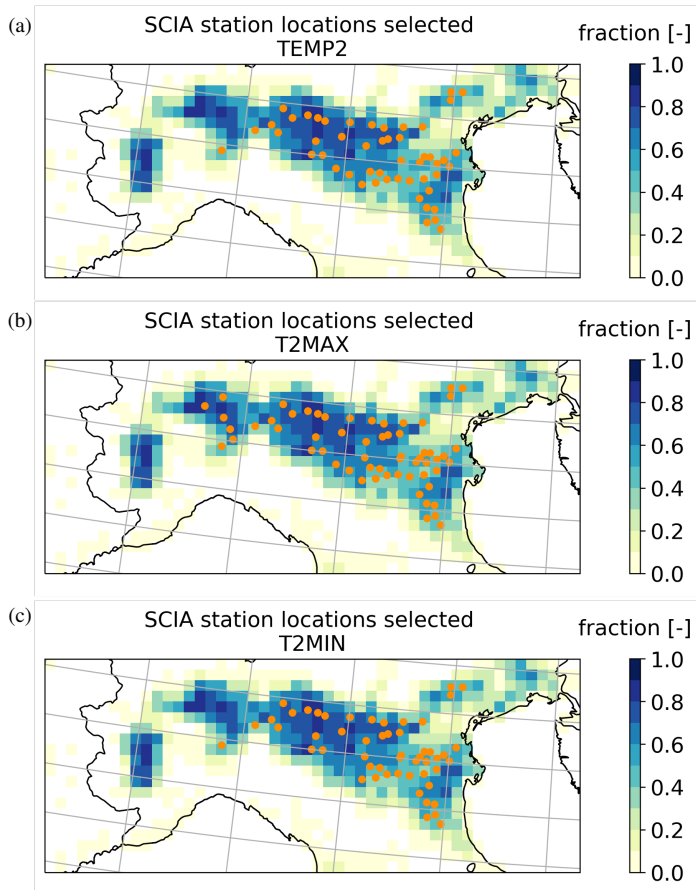 (a)
SCIA station locations selected
TEMP2
fraction [-]
1.0
0.8
0.6
0.4
0.2
0.0
(b)
SCIA station locations selected
T2MAX
fraction [-]
1.0
0.8
0.6
0.4
0.2
0.0
(c)
SCIA station locations selected
T2MIN
fraction [-]
1.0
0.8
0.6
0.4
0.2
0.0